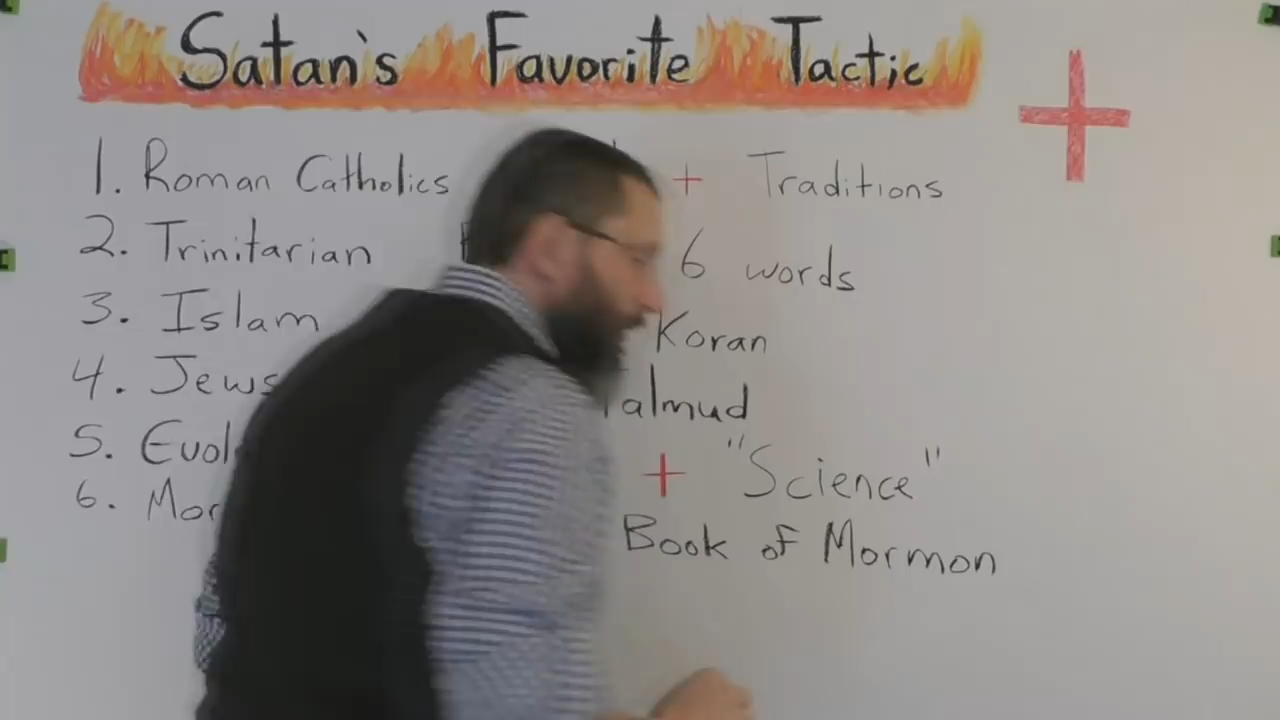 Satan's Favorite Tactic
1. Roman Catholics + Traditions
2. Trinitarian 6 words
3. Islam Koran
4. Jews Talmud
5. Evol + "Science"
6. Mor Book of Mormon